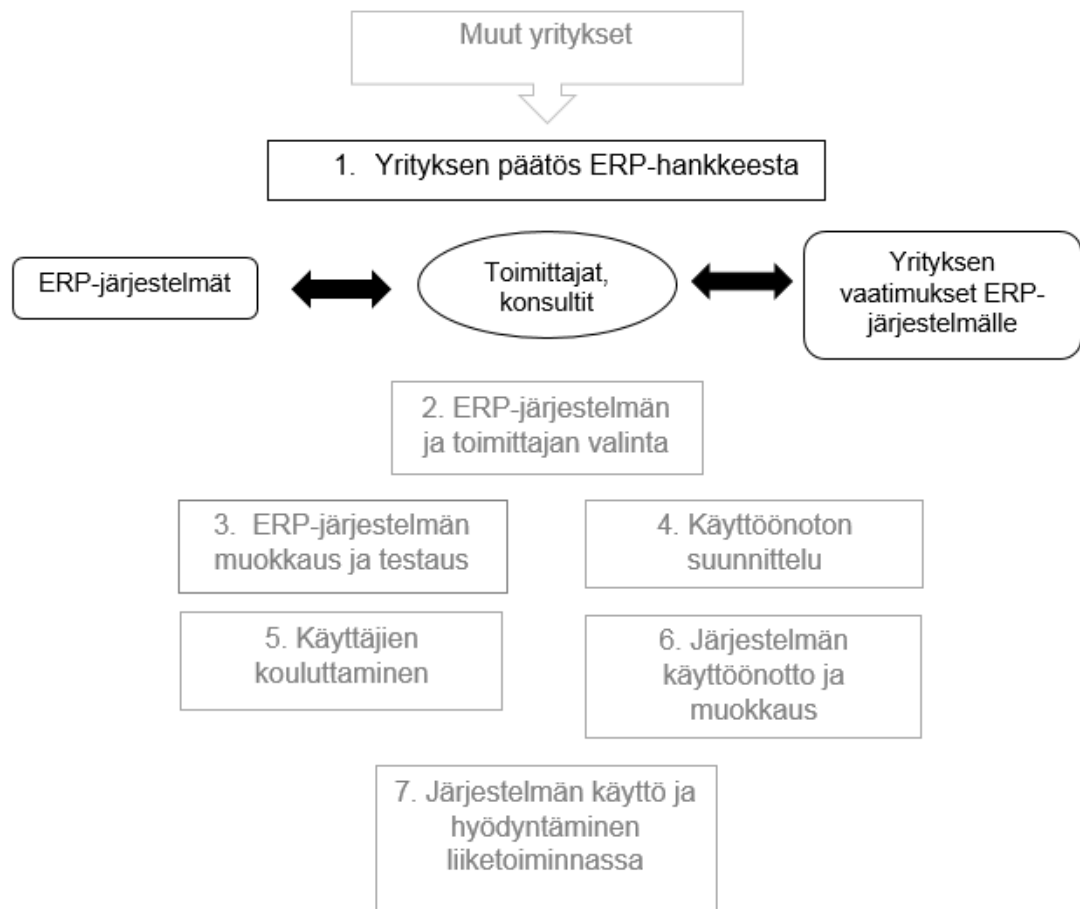 Muut yritykset
1. Yrityksen päätös ERP-hankkeesta
ERP-järjestelmät
Toimittajat,
konsultit
Yrityksen
vaatimukset ERP-
järjestelmälle
2. ERP-järjestelmän
ja toimittajan valinta
3. ERP-järjestelmän
muokkaus ja testaus
4. Käyttöönoton
suunnittelu
5. Käyttäjien
kouluttaminen
6. Järjestelmän
käyttöönotto ja
muokkaus
7. Järjestelmän käyttö ja
hyödyntäminen
liiketoiminnassa